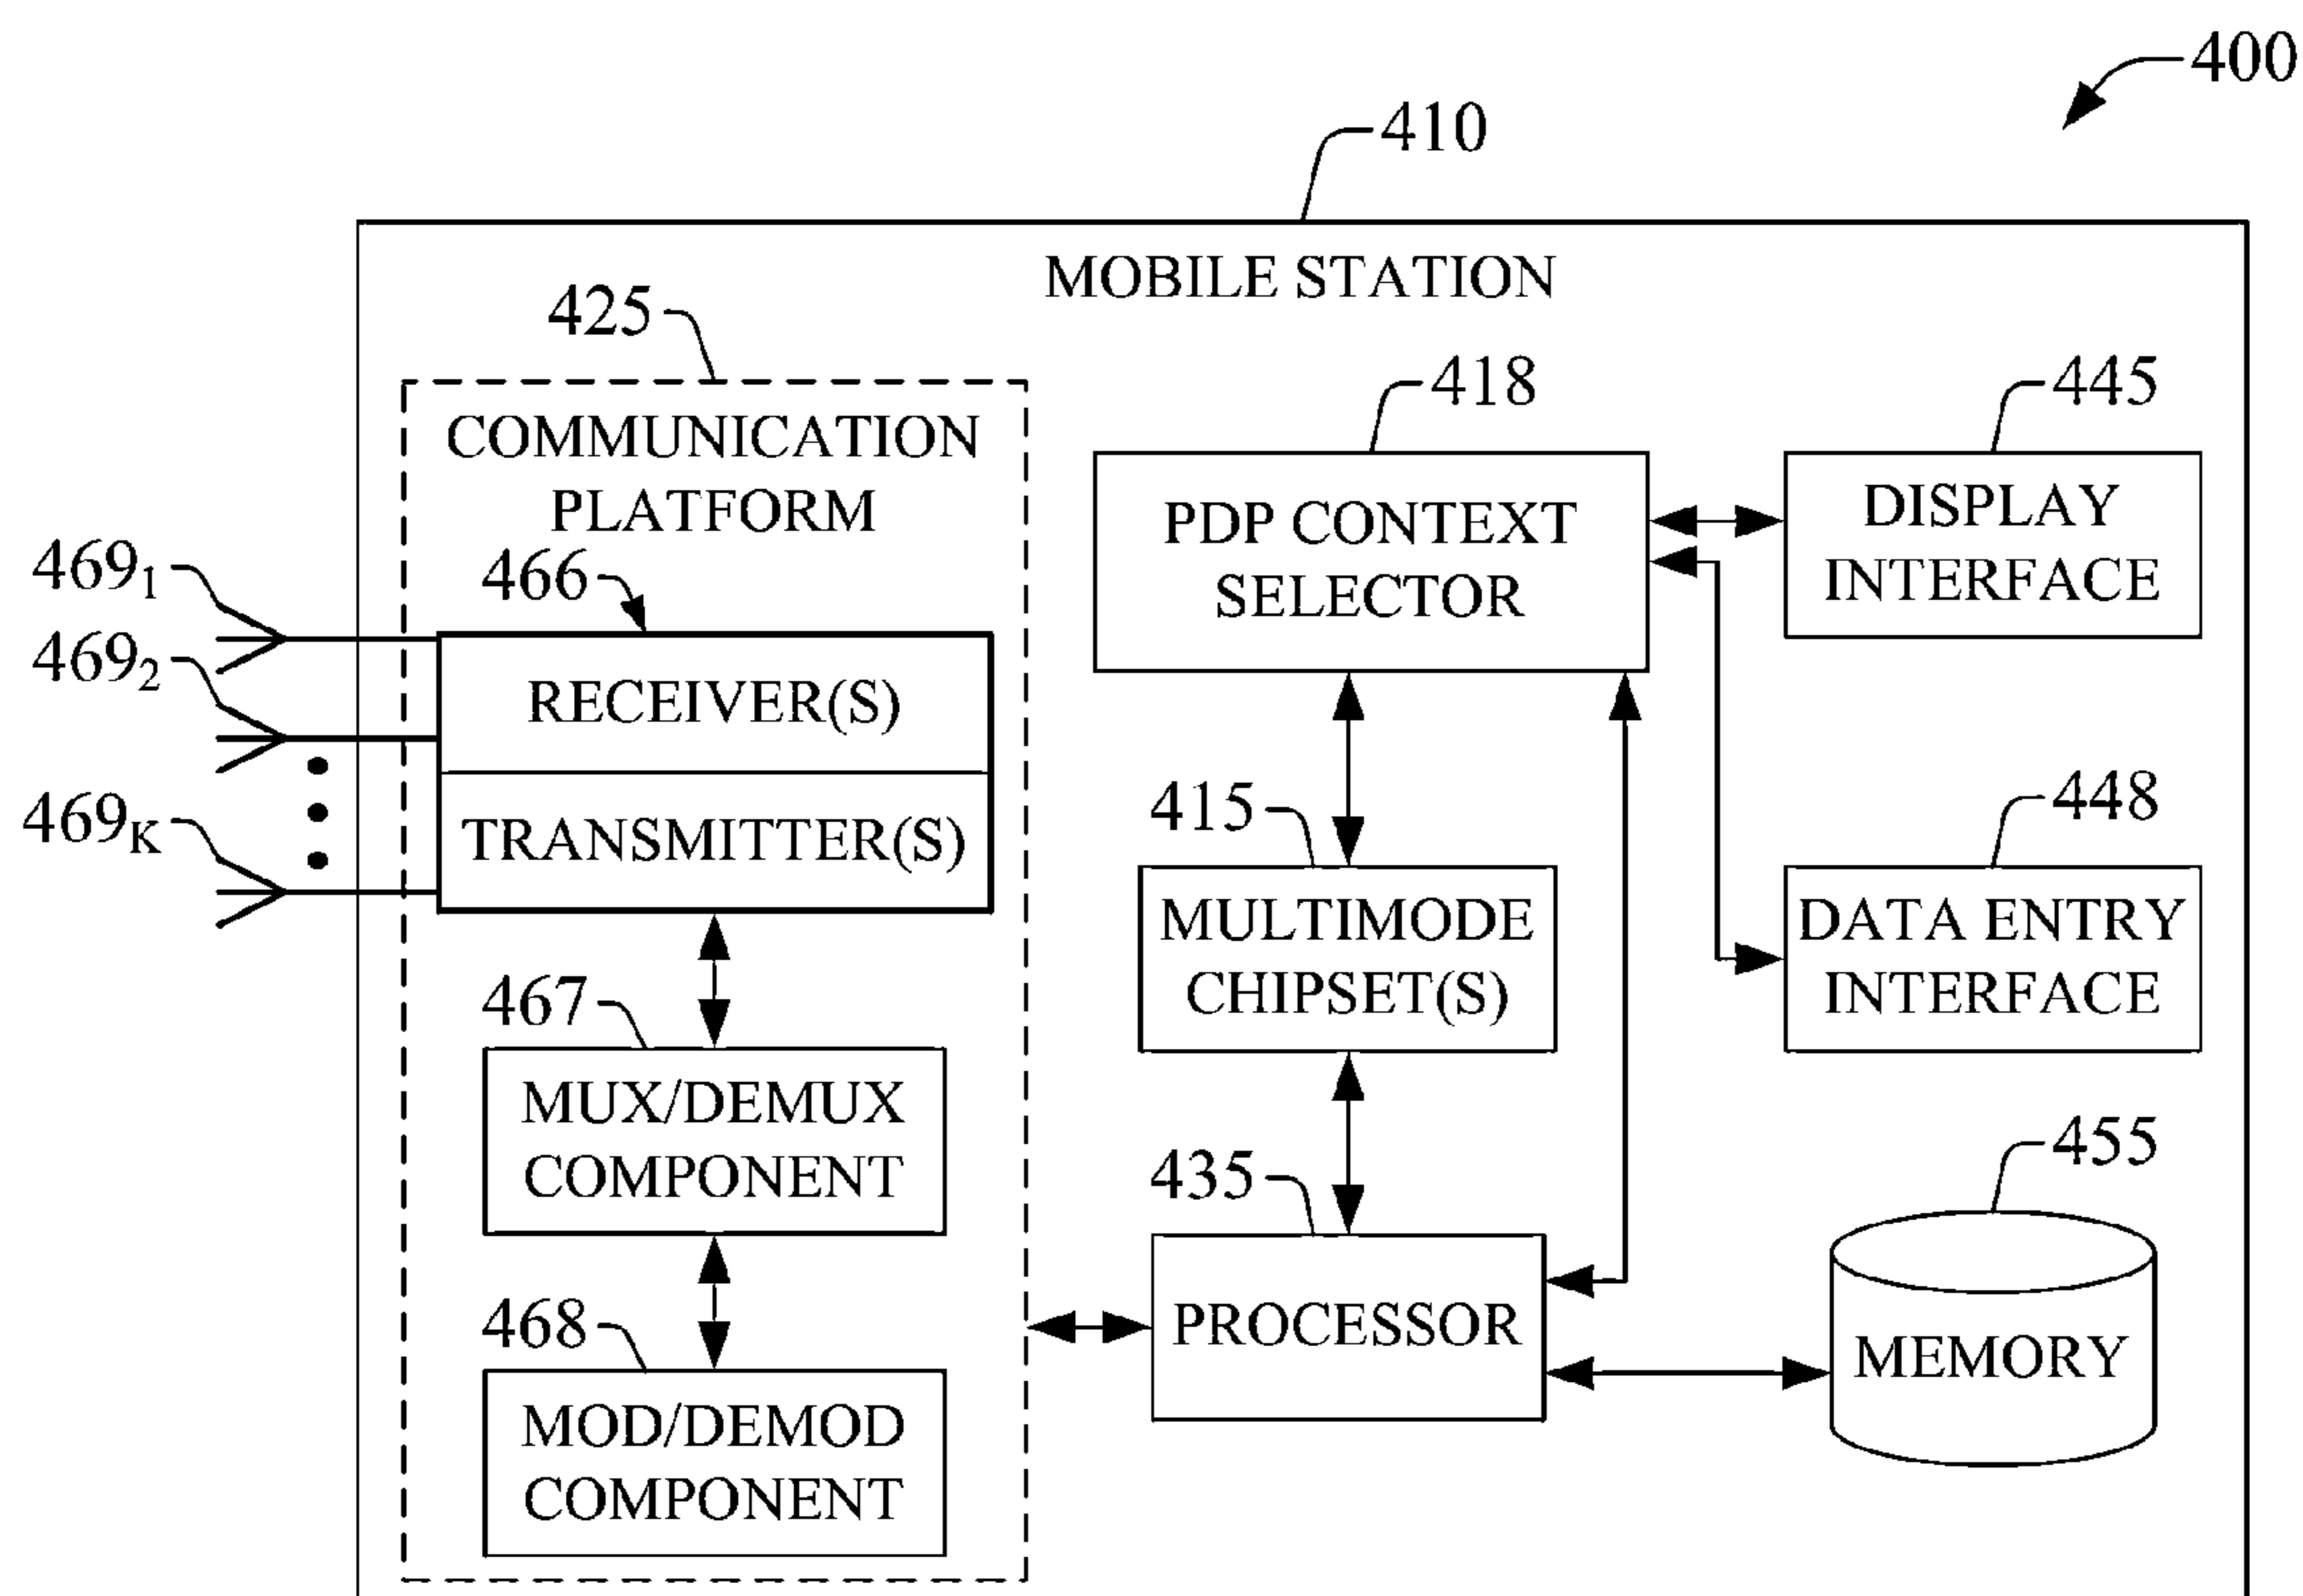 400
410
MOBILE STATION
425
418
445
COMMUNICATION
PLATFORM
PDP CONTEXT
SELECTOR
DISPLAY
INTERFACE
469₁
466
469₂
RECEIVER(S)
469ₖ
TRANSMITTER(S)
415
448
MULTIMODE
CHIPSET(S)
DATA ENTRY
INTERFACE
467
MUX/DEMUX
COMPONENT
435
455
468
PROCESSOR
MEMORY
MOD/DEMOD
COMPONENT